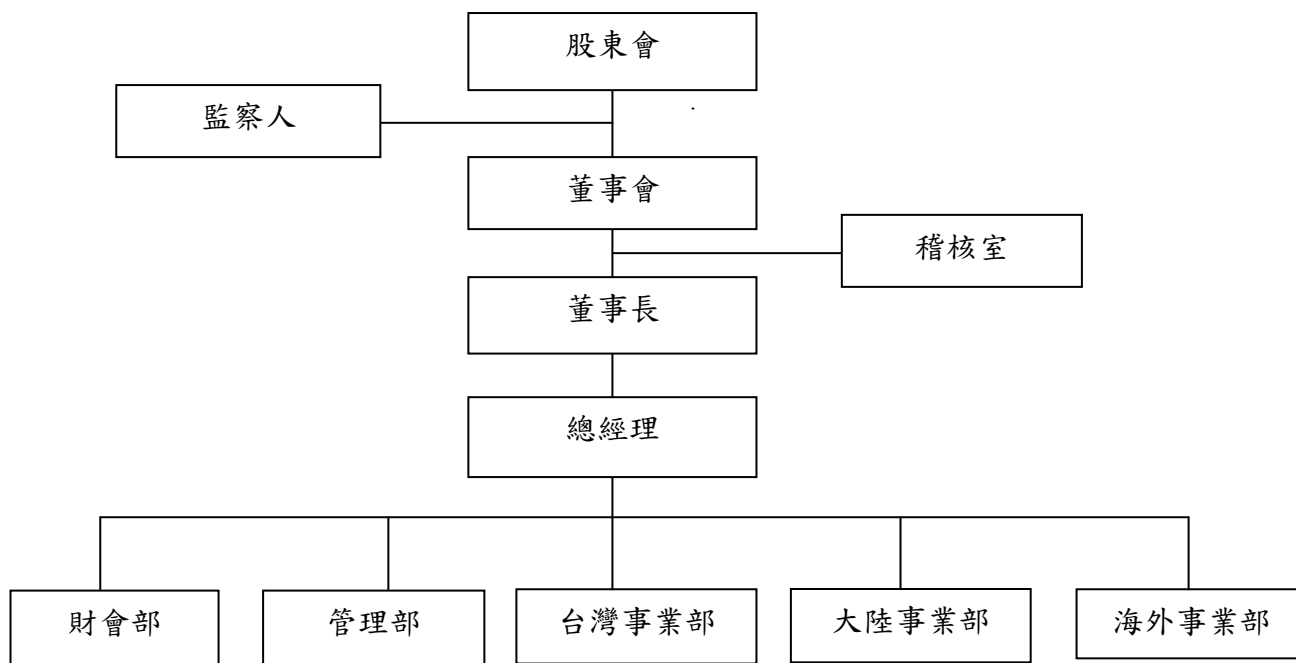 股東會
監察人
董事會
稽核室
董事長
總經理
財會部
管理部
台灣事業部
大陸事業部
海外事業部